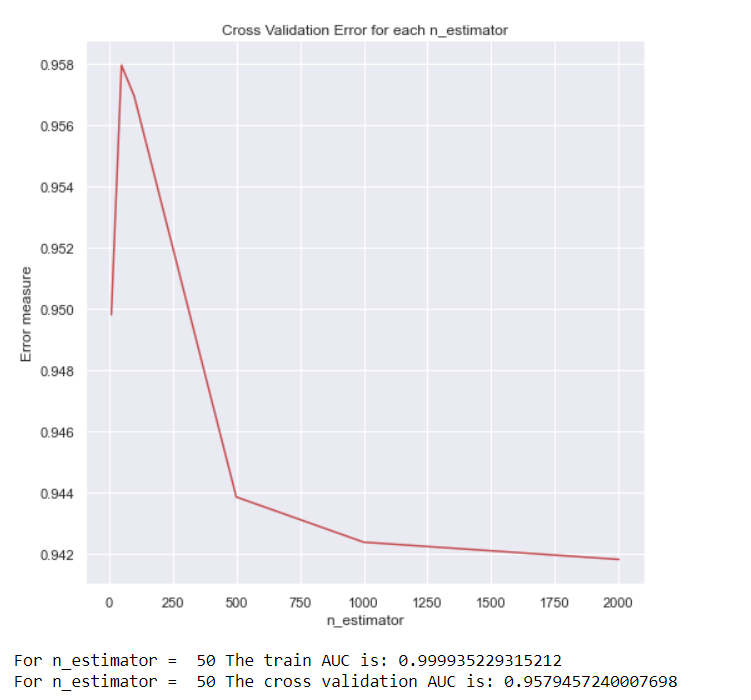 Cross Validation Error for each n_estimator
0.958
0.956
0.954
0.952
0.950
0.948
0.946
0.944
0.942
Error measure
0 250 500 750 1000 1250 1500 1750 2000
n_estimator
For n_estimator =  50 The train AUC is: 0.999935229315212
For n_estimator =  50 The cross validation AUC is: 0.9579457240007698